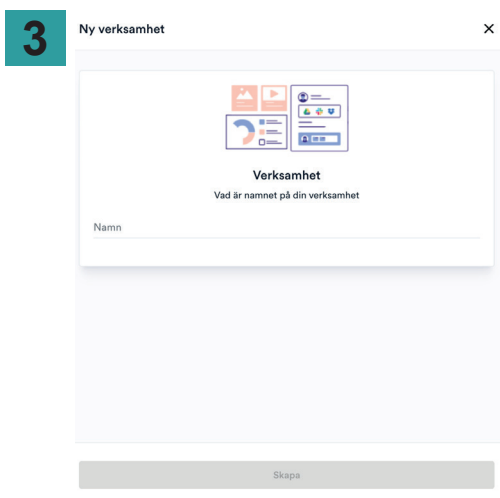 3
Ny verksamhet
Verksamhet
Vad är namnet på din verksamhet
Namn
Skapa